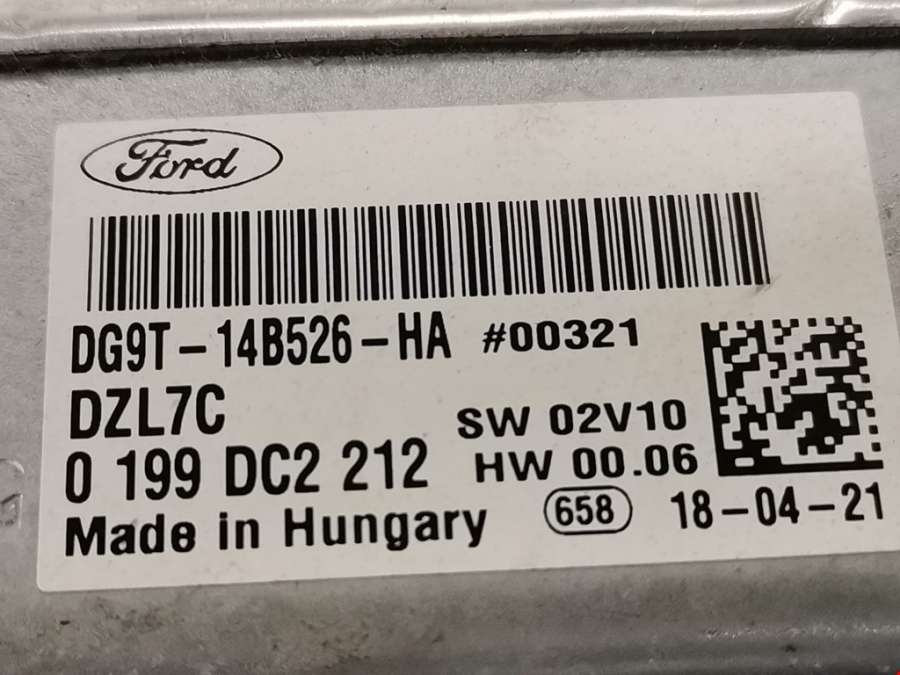 Ford
DG9T-14B526-HA #00321
DZL7C
SW 02V10
0 199 DC2 212
HW 00.06
Made in Hungary
658
18-04-21